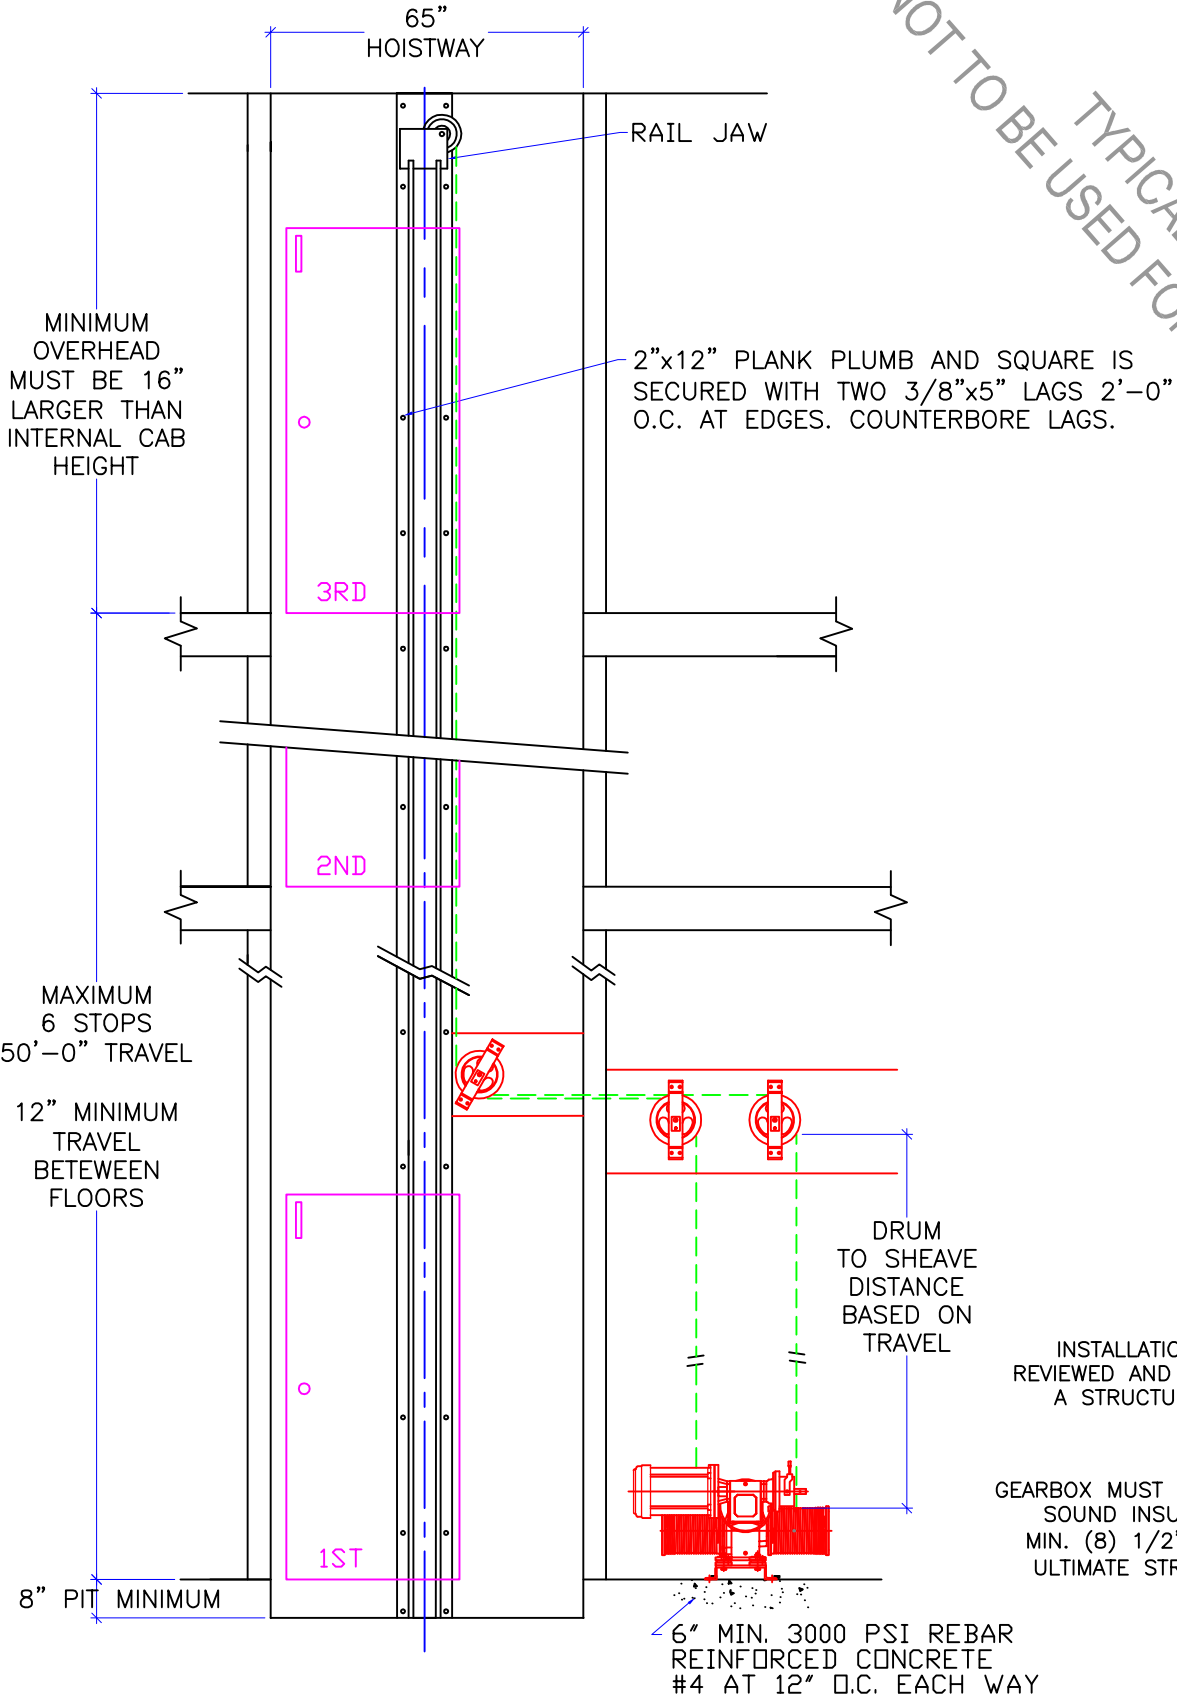 65”
HOISTWAY
NOT TO BE USED FO
TYPICAL
RAIL JAW
MINIMUM
OVERHEAD
MUST BE 16”
LARGER THAN
INTERNAL CAB
HEIGHT
2”x12” PLANK PLUMB AND SQUARE IS
SECURED WITH TWO 3/8”x5” LAGS 2’-0”
O.C. AT EDGES. COUNTERBORE LAGS.
3RD
2ND
MAXIMUM
6 STOPS
50’-0” TRAVEL
12” MINIMUM
TRAVEL
BETEWEEN
FLOORS
DRUM
TO SHEAVE
DISTANCE
BASED ON
TRAVEL
INSTALLATIO
REVIEWED AND
A STRUCTU
GEARBOX MUST
SOUND INSU
MIN. (8) 1/2”
ULTIMATE STR
1ST
8” PIT MINIMUM
6" MIN. 3000 PSI REBAR
REINFORCED CONCRETE
#4 AT 12" O.C. EACH WAY